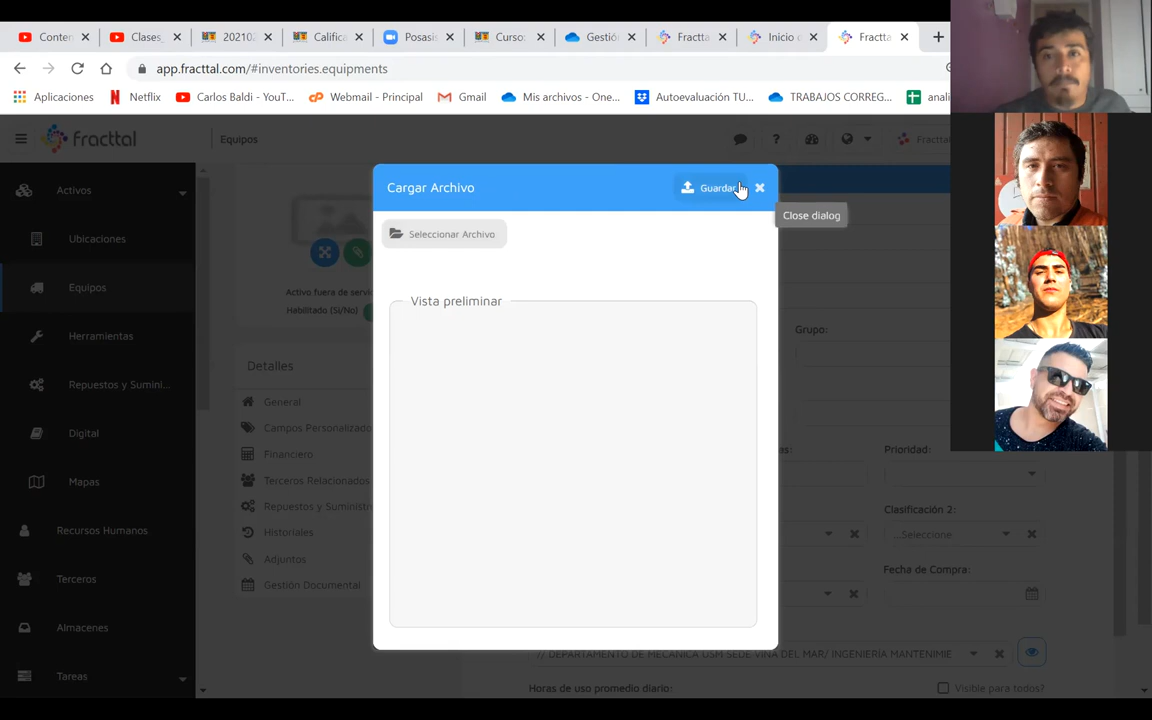 Conten
Clases_
202102
Califica
Posasis
Curso:
Gestió
Fractta
Inicio
Fractta
app.fracttal.com/#inventories.equipments
Aplicaciones
Netflix
Carlos Baldi - YouT...
Webmail - Principal
Gmail
Mis archivos - One...
Autoevaluación TU...
TRABAJOS CORREG...
anali
fracttal
Equipos
Fracttal
Activos
Ubicaciones
Equipos
Herramientas
Repuestos y Sumini...
Digital
Mapas
Recursos Humanos
Terceros
Almacenes
Tareas
Activo fuera de servi
Habilitado (Si/No)
Detalles
General
Campos Personalizado
Financiero
Terceros Relacionados
Repuestos y Suministr
Historiales
Adjuntos
Gestión Documental
Cargar Archivo
Guardar
Close dialog
Seleccionar Archivo
Vista preliminar
Grupo:
as:
Prioridad:
Clasificación 2:
...Seleccione
Fecha de Compra:
// DEPARTAMENTO DE MECANICA USM SEDE VIÑA DEL MAR/ INGENIERÍA MANTENIMIE
Horas de uso promedio diario:
Visible para todos?